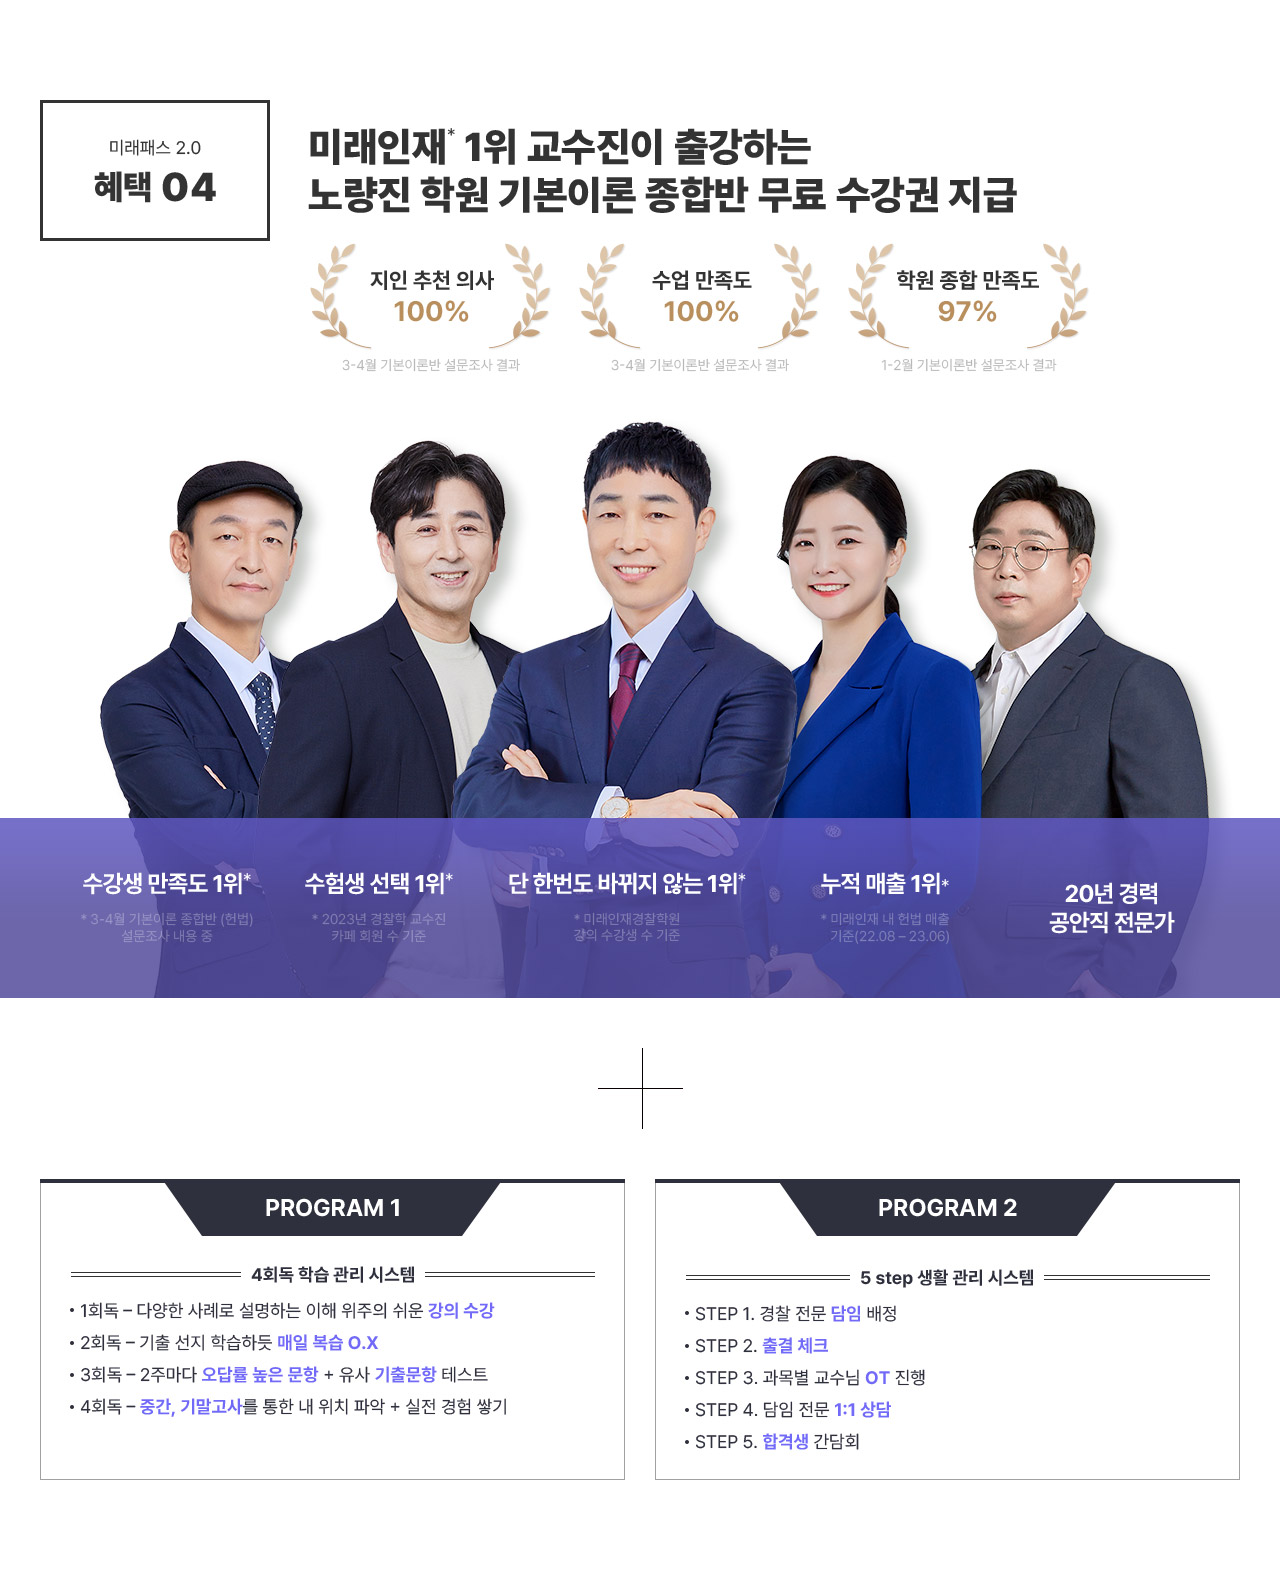 미래패스 2.0
혜택 04
미래인재* 1위 교수진이 출강하는
노량진 학원 기본이론 종합반 무료 수강권 지급
지인 추천 의사
100%
3-4월 기본이론반 설문조사 결과
수업 만족도
100%
3-4월 기본이론반 설문조사 결과
학원 종합 만족도
97%
1-2월 기본이론반 설문조사 결과
수강생 만족도 1위*
* 3-4월 기본이론 종합반 (헌법)
설문조사 내용 중
수험생 선택 1위*
* 2023년 경찰학 교수진
카페 회원 수 기준
단 한번도 바뀌지 않는 1위*
* 미래인재경찰학원
강의 수강생 수 기준
누적 매출 1위*
* 미래인재 내 헌법 매출
기준(22.08 – 23.06)
20년 경력
공안직 전문가
PROGRAM 1
4회독 학습 관리 시스템
• 1회독 – 다양한 사례로 설명하는 이해 위주의 쉬운 강의 수강
• 2회독 – 기출 선지 학습하듯 매일 복습 O.X
• 3회독 – 2주마다 오답률 높은 문항 + 유사 기출문항 테스트
• 4회독 – 중간, 기말고사를 통한 내 위치 파악 + 실전 경험 쌓기
PROGRAM 2
5 step 생활 관리 시스템
• STEP 1. 경찰 전문 담임 배정
• STEP 2. 출결 체크
• STEP 3. 과목별 교수님 OT 진행
• STEP 4. 담임 전문 1:1 상담
• STEP 5. 합격생 간담회